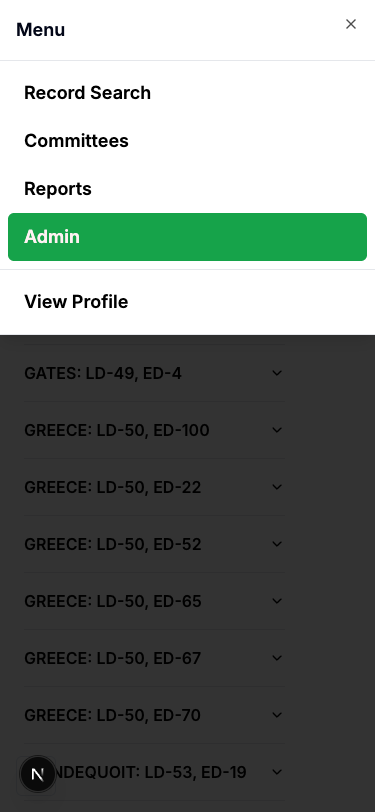 Menu
Record Search
Committees
Reports
Admin
View Profile
GATES: LD-49, ED-4
GREECE: LD-50, ED-100
GREECE: LD-50, ED-22
GREECE: LD-50, ED-52
GREECE: LD-50, ED-65
GREECE: LD-50, ED-67
GREECE: LD-50, ED-70
NDEQUOIT: LD-53, ED-19
N